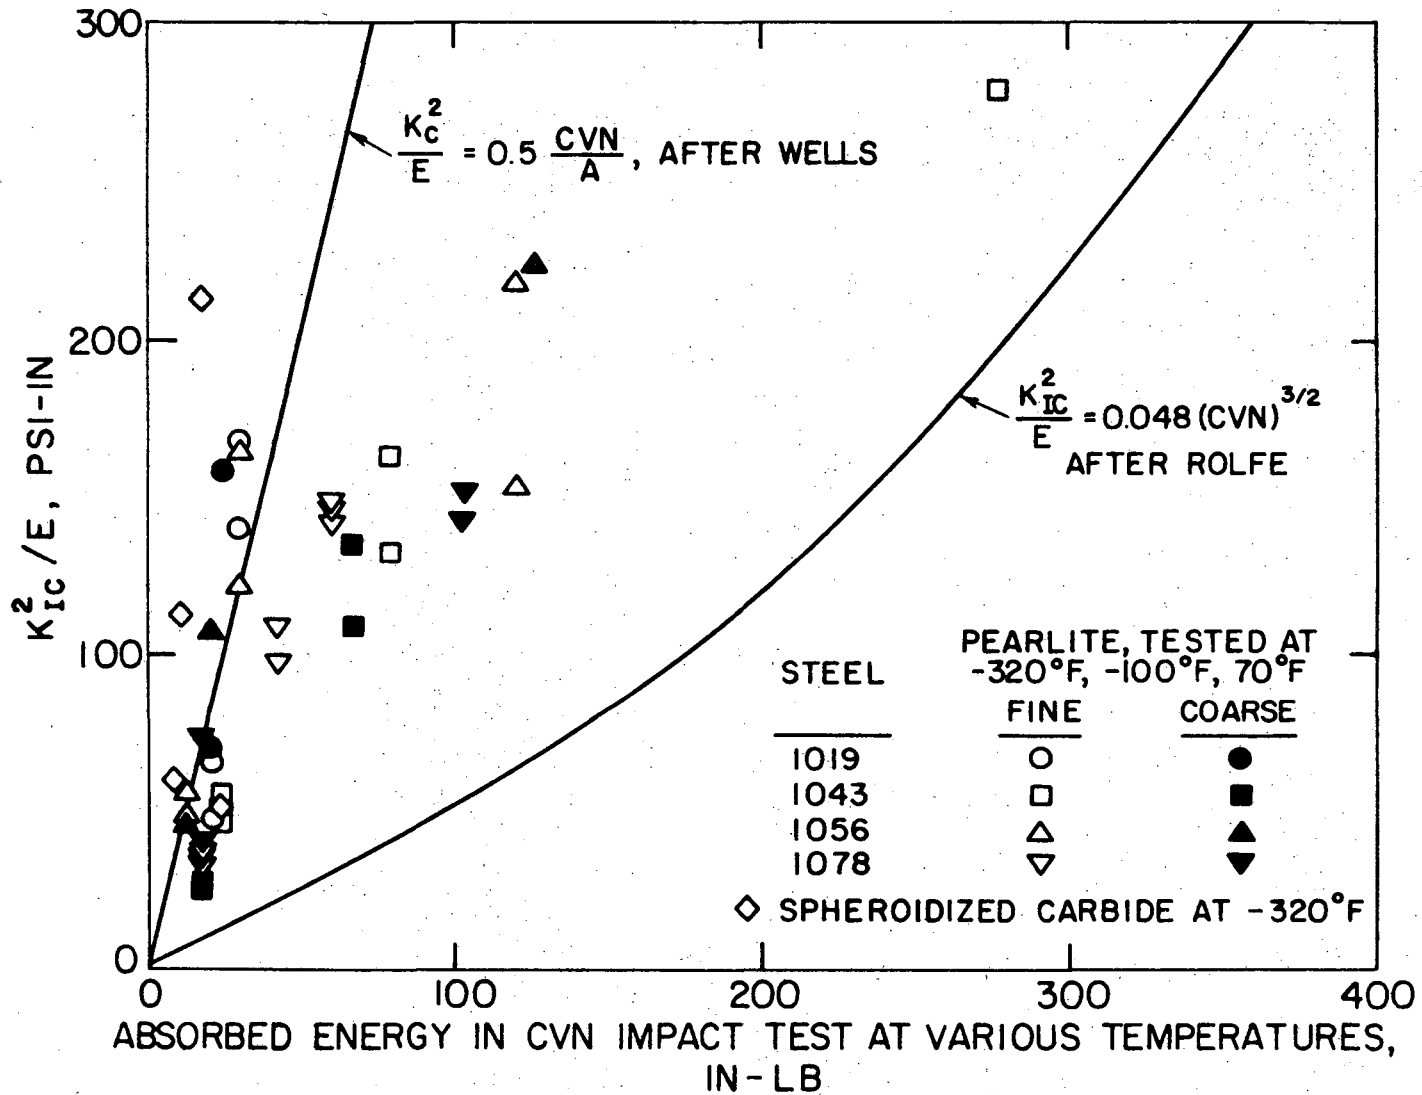 300
200
100
0
K²IC/E, PSI-IN
Kc²/E = 0.5 CVN/A, AFTER WELLS
K²IC/E = 0.048 (CVN)^3/2
AFTER ROLFE
STEEL
PEARLITE, TESTED AT
-320°F, -100°F, 70°F
FINE COARSE
1019
1043
1056
1078
SPHEROIDIZED CARBIDE AT -320°F
0 100 200 300 400
ABSORBED ENERGY IN CVN IMPACT TEST AT VARIOUS TEMPERATURES,
IN-LB